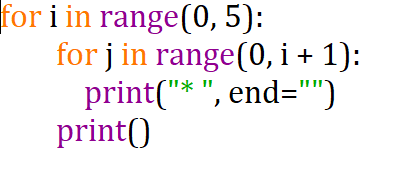 for i in range(0, 5):
    for j in range(0, i + 1):
        print("* ", end="")
    print()